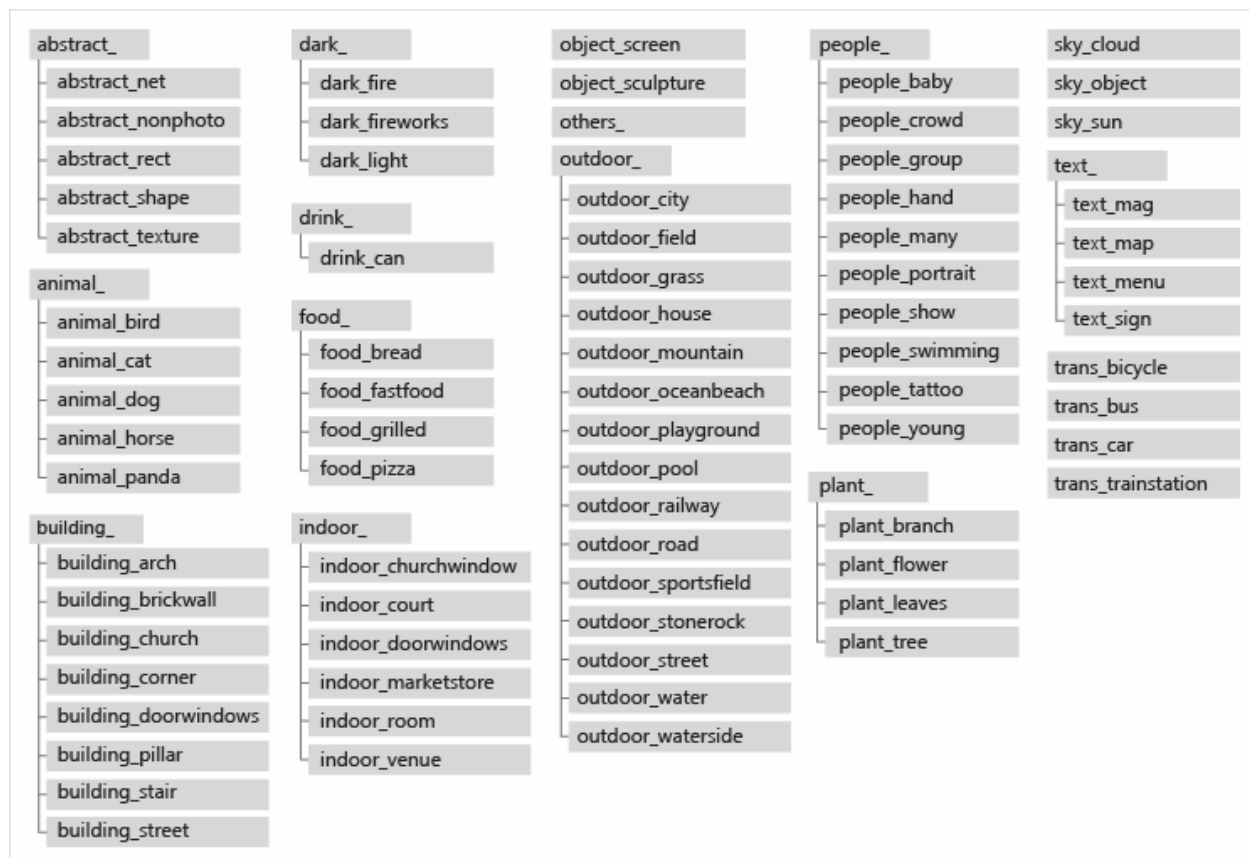 abstract_
abstract_net
abstract_nonphoto
abstract_rect
abstract_shape
abstract_texture
animal_
animal_bird
animal_cat
animal_dog
animal_horse
animal_panda
building_
building_arch
building_brickwall
building_church
building_corner
building_doorwindows
building_pillar
building_stair
building_street
dark_
dark_fire
dark_fireworks
dark_light
drink_
drink_can
food_
food_bread
food_fastfood
food_grilled
food_pizza
indoor_
indoor_churchwindow
indoor_court
indoor_doorwindows
indoor_marketstore
indoor_room
indoor_venue
object_screen
object_sculpture
others_
outdoor_
outdoor_city
outdoor_field
outdoor_grass
outdoor_house
outdoor_mountain
outdoor_oceanbeach
outdoor_playground
outdoor_pool
outdoor_railway
outdoor_road
outdoor_sportsfield
outdoor_stonerock
outdoor_street
outdoor_water
outdoor_waterside
people_
people_baby
people_crowd
people_group
people_hand
people_many
people_portrait
people_show
people_swimming
people_tattoo
people_young
plant_
plant_branch
plant_flower
plant_leaves
plant_tree
sky_cloud
sky_object
sky_sun
text_
text_mag
text_map
text_menu
text_sign
trans_bicycle
trans_bus
trans_car
trans_trainstation